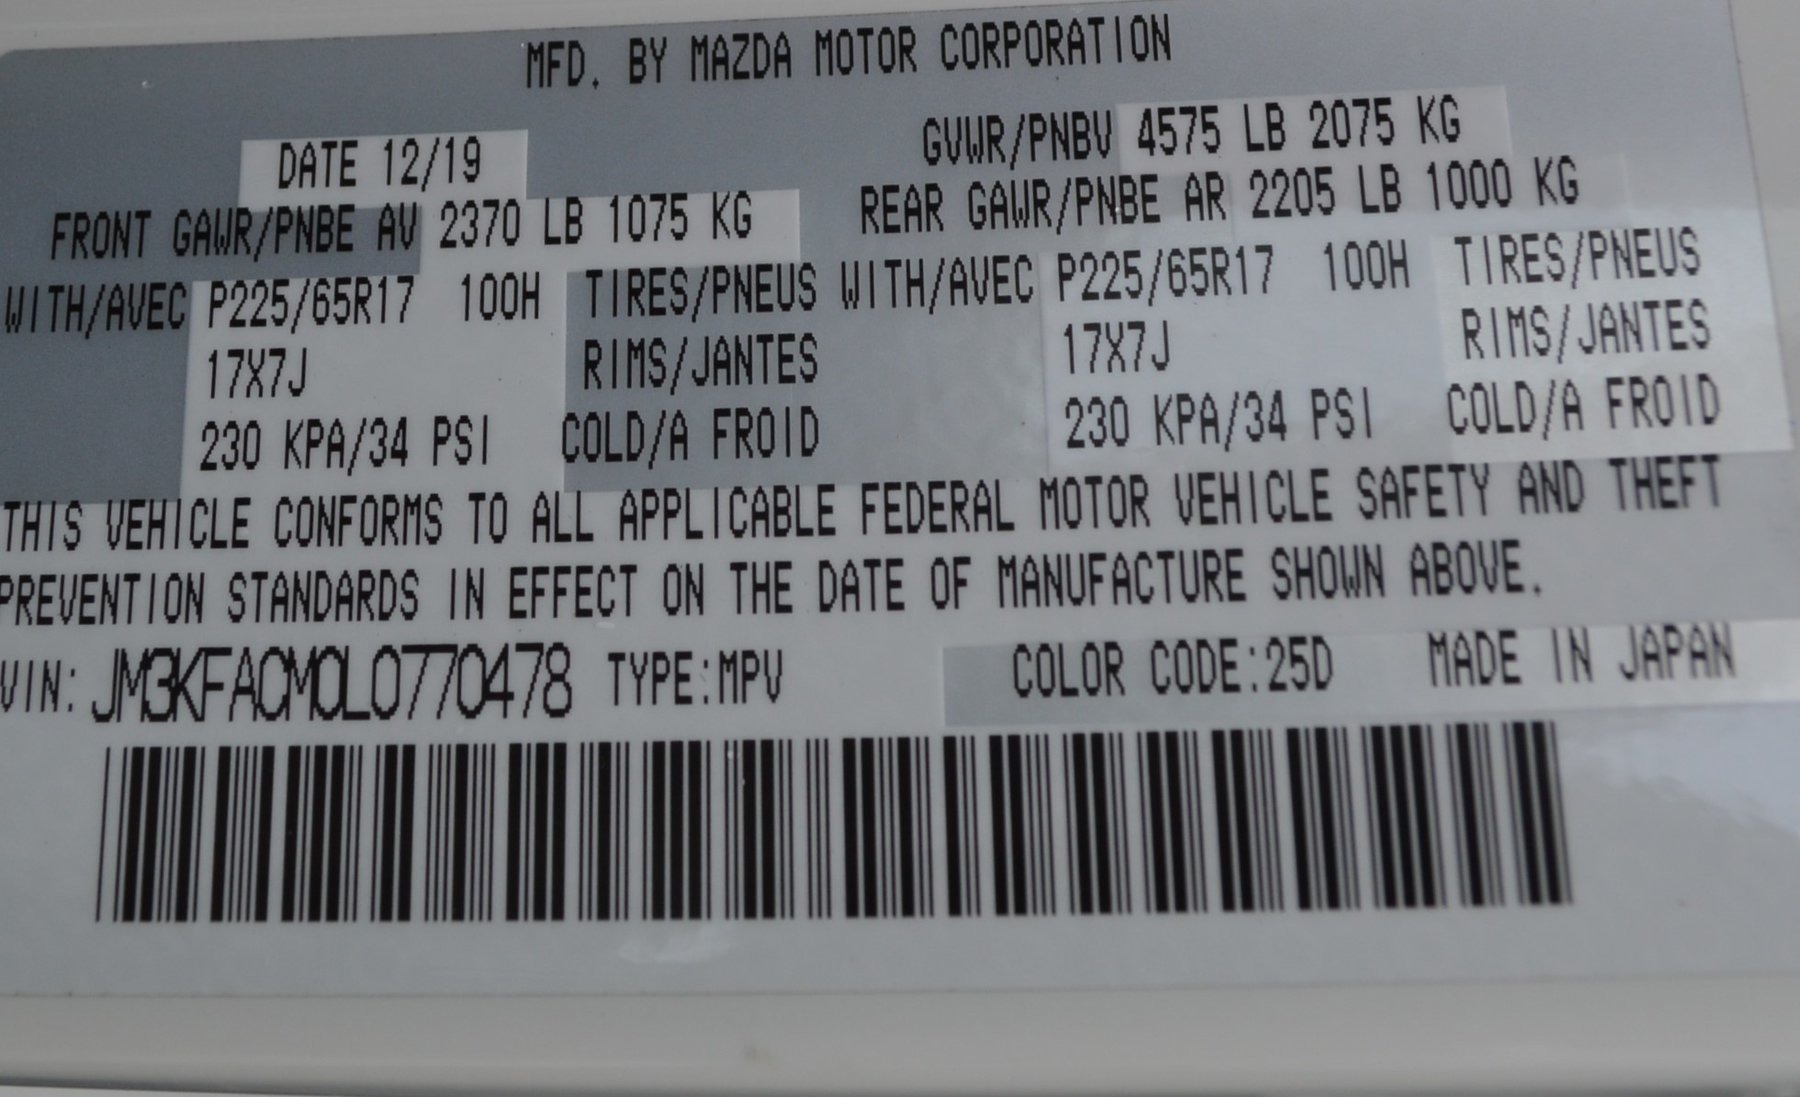 MFD. BY MAZDA MOTOR CORPORATION
DATE 12/19 GVWR/PNBV 4575 LB 2075 KG
FRONT GAWR/PNBE AV 2370 LB 1075 KG REAR GAWR/PNBE AR 2205 LB 1000 KG
WITH/AVEC P225/65R17 100H TIRES/PNEUS WITH/AVEC P225/65R17 100H TIRES/PNEUS
17X7J RIMS/JANTES 17X7J RIMS/JANTES
230 KPA/34 PSI COLD/A FROID 230 KPA/34 PSI COLD/A FROID
THIS VEHICLE CONFORMS TO ALL APPLICABLE FEDERAL MOTOR VEHICLE SAFETY AND THEFT
PREVENTION STANDARDS IN EFFECT ON THE DATE OF MANUFACTURE SHOWN ABOVE.
VIN: JM3KFACM0L0770478 TYPE:MPV COLOR CODE:25D MADE IN JAPAN